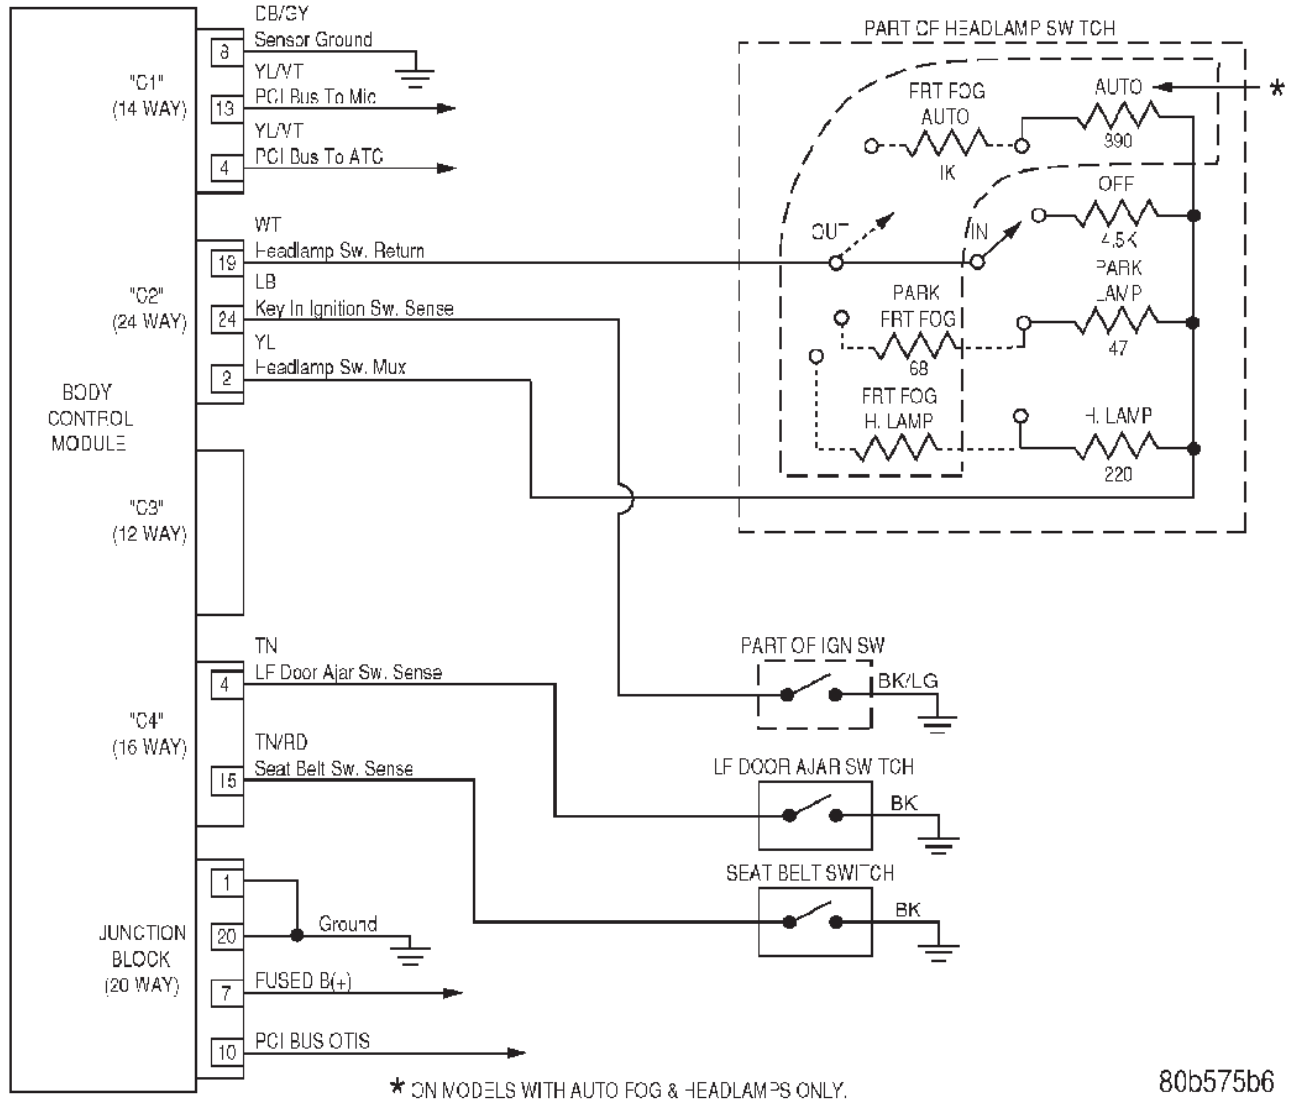 BODY
CONTROL
MODULE
"C1"
(14 WAY)
DB/GY
8 Sensor Ground
YL/VT
13 PCI Bus To Mic
YL/VT
4 PCI Bus To ATC
"C2"
(24 WAY)
WT
19 Headlamp Sw. Return
LB
24 Key In Ignition Sw. Sense
YL
2 Headlamp Sw. Mux
"C3"
(12 WAY)
"C4"
(16 WAY)
TN
4 LF Door Ajar Sw. Sense
TN/RD
15 Seat Belt Sw. Sense
JUNCTION
BLOCK
(20 WAY)
1
20 Ground
7 FUSED B(+)
10 PCI BUS OTIS
PART OF HEADLAMP SWITCH
FRT FOG
AUTO
1K
AUTO
*
390
OFF
4.5K
OUT
IN
PARK
LAMP
47
PARK
FRT FOG
68
FRT FOG
H. LAMP
H. LAMP
220
PART OF IGN SW
BK/LG
LF DOOR AJAR SWITCH
BK
SEAT BELT SWITCH
BK
* ON MODELS WITH AUTO FOG & HEADLAMPS ONLY.
80b575b6